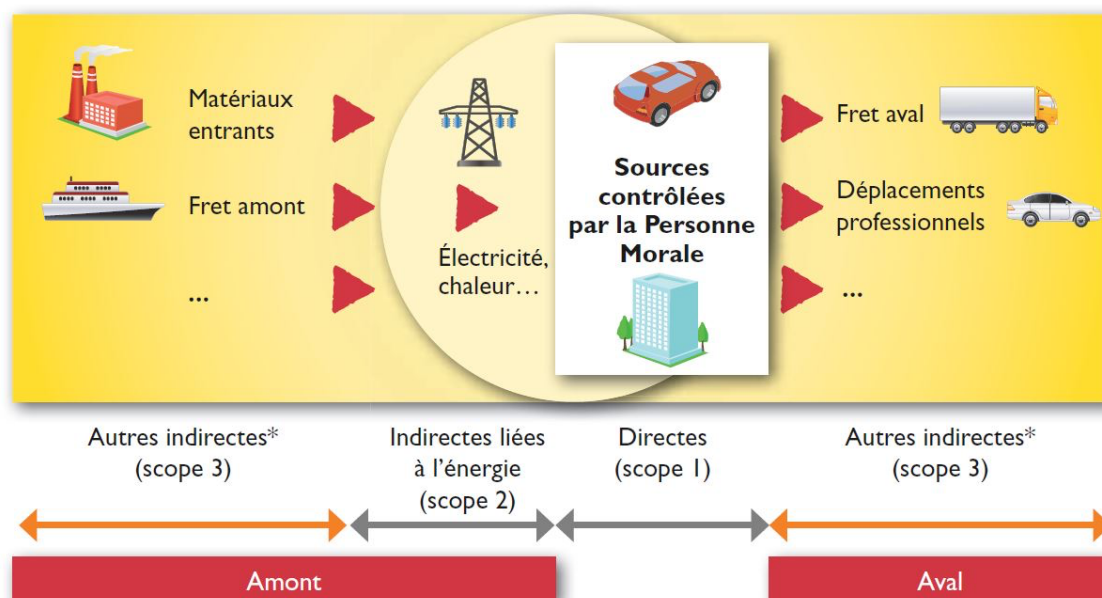 Matériaux
entrants
Fret amont
...
Électricité,
chaleur…
Sources
contrôlées
par la Personne
Morale
Fret aval
Déplacements
professionnels
...
Autres indirectes*
(scope 3)
Indirectes liées
à l’énergie
(scope 2)
Directes
(scope 1)
Autres indirectes*
(scope 3)
Amont
Aval